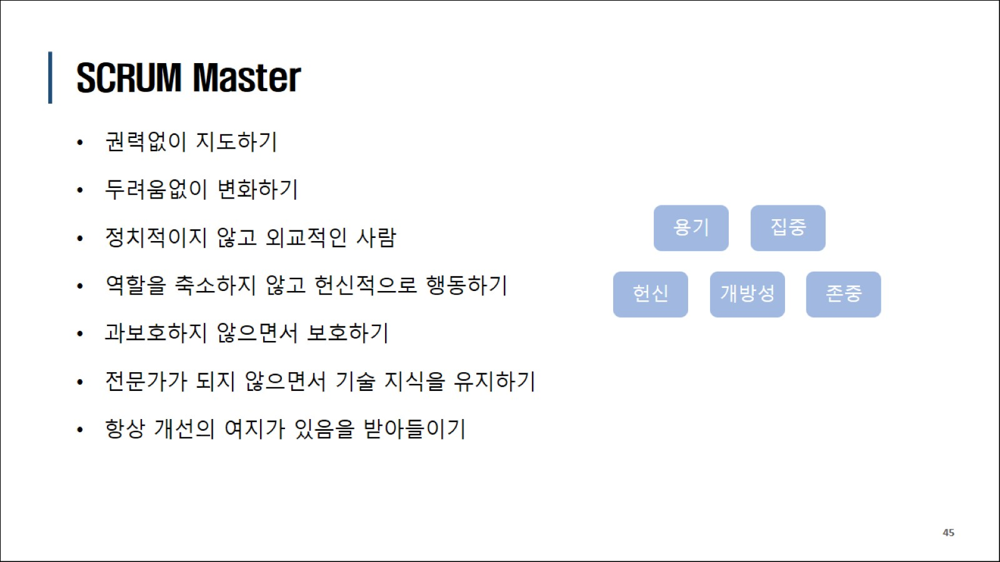 SCRUM Master
• 권력없이 지도하기
• 두려움없이 변화하기
• 정치적이지 않고 외교적인 사람
• 역할을 축소하지 않고 헌신적으로 행동하기
• 과보호하지 않으면서 보호하기
• 전문가가 되지 않으면서 기술 지식을 유지하기
• 항상 개선의 여지가 있음을 받아들이기
용기 집중
헌신 개방성 존중
45